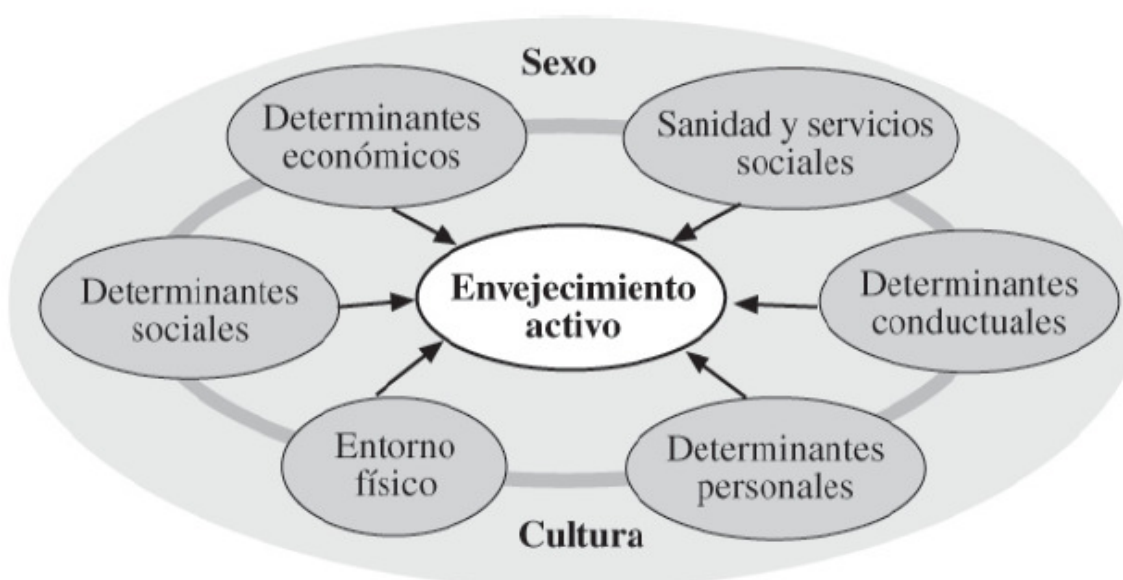 Sexo
Determinantes
económicos
Sanidad y servicios
sociales
Determinantes
sociales
Envejecimiento
activo
Determinantes
conductuales
Entorno
físico
Determinantes
personales
Cultura